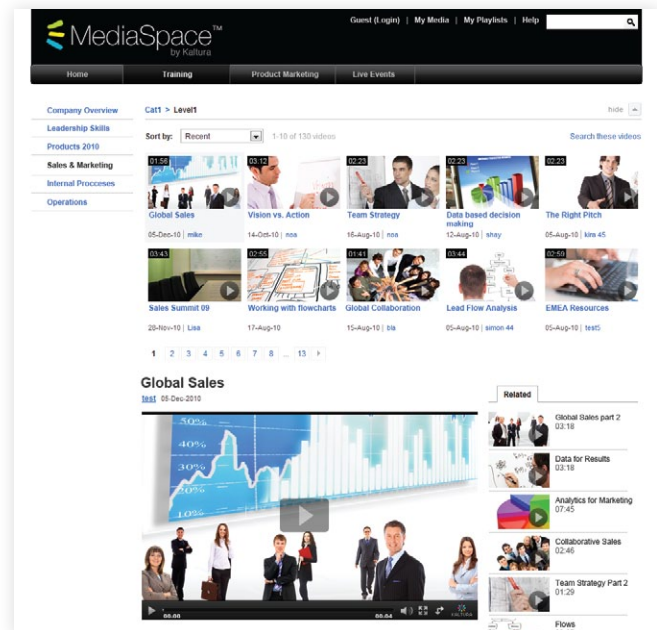 Guest (Login) | My Media | My Playlists | Help
MediaSpace™
by Kaltura
Home Training Product Marketing Live Events
Company Overview
Leadership Skills
Products 2010
Sales & Marketing
Internal Proccesses
Operations
Cat1 > Level1 hide
Sort by: Recent 1-10 of 130 videos Search these videos
01:56 03:12 02:23 02:23
Global Sales Vision vs. Action Team Strategy Data based decision making The Right Pitch
05-Dec-10 | mike 14-Oct-10 | noa 16-Aug-10 | noa 12-Aug-10 | shay 05-Aug-10 | kira 45
03:43 02:55 01:41 03:44 02:59
Sales Summit 09 Working with flowcharts Global Collaboration Lead Flow Analysis EMEA Resources
28-Nov-10 | Lisa 17-Aug-10 15-Aug-10 | bla 05-Aug-10 | simon 44 05-Aug-10 | test5
1 2 3 4 5 6 7 8 ... 13
Global Sales
test 05-Dec-2010
50%
40%
30%
20%
10%
KALTURA
Related
Global Sales part 2
03:18
Data for Results
03:18
Analytics for Marketing
07:45
Collaborative Sales
02:46
Team Strategy Part 2
01:29
Flows